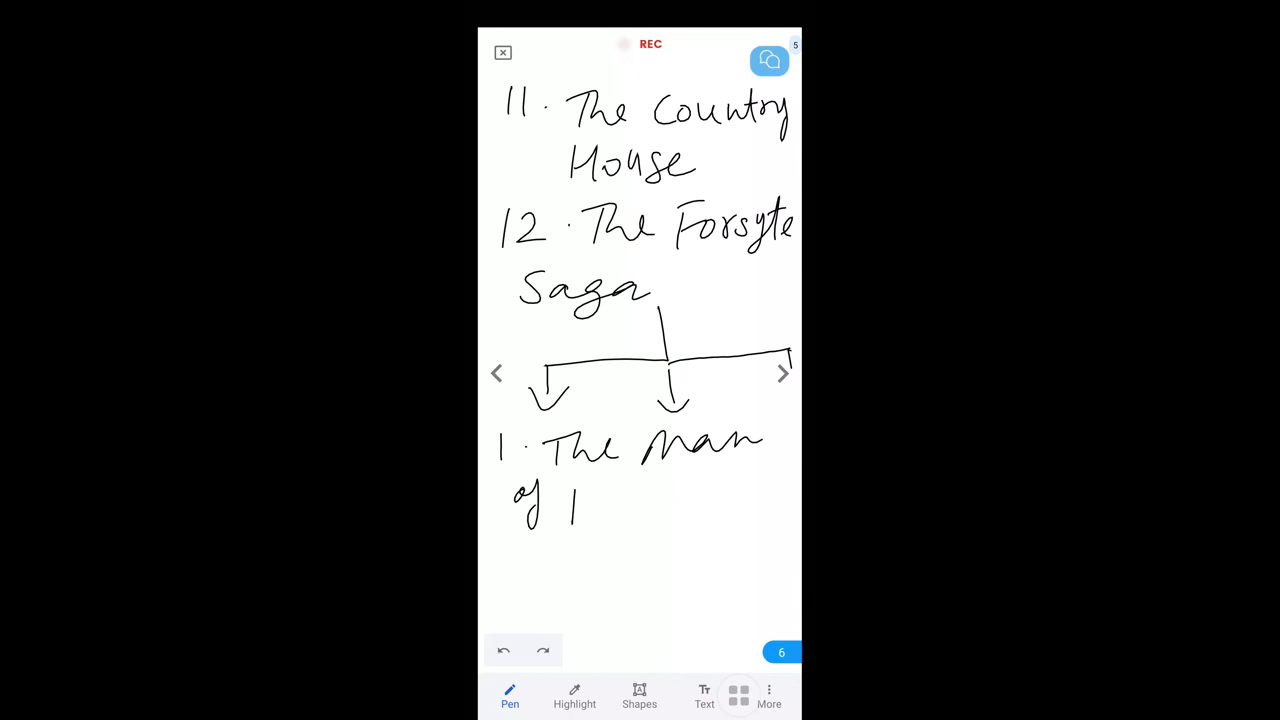 REC
5
11. The Country
House
12. The Forsyte
Saga
1. The Man
of
6
Pen Highlight Shapes Text More